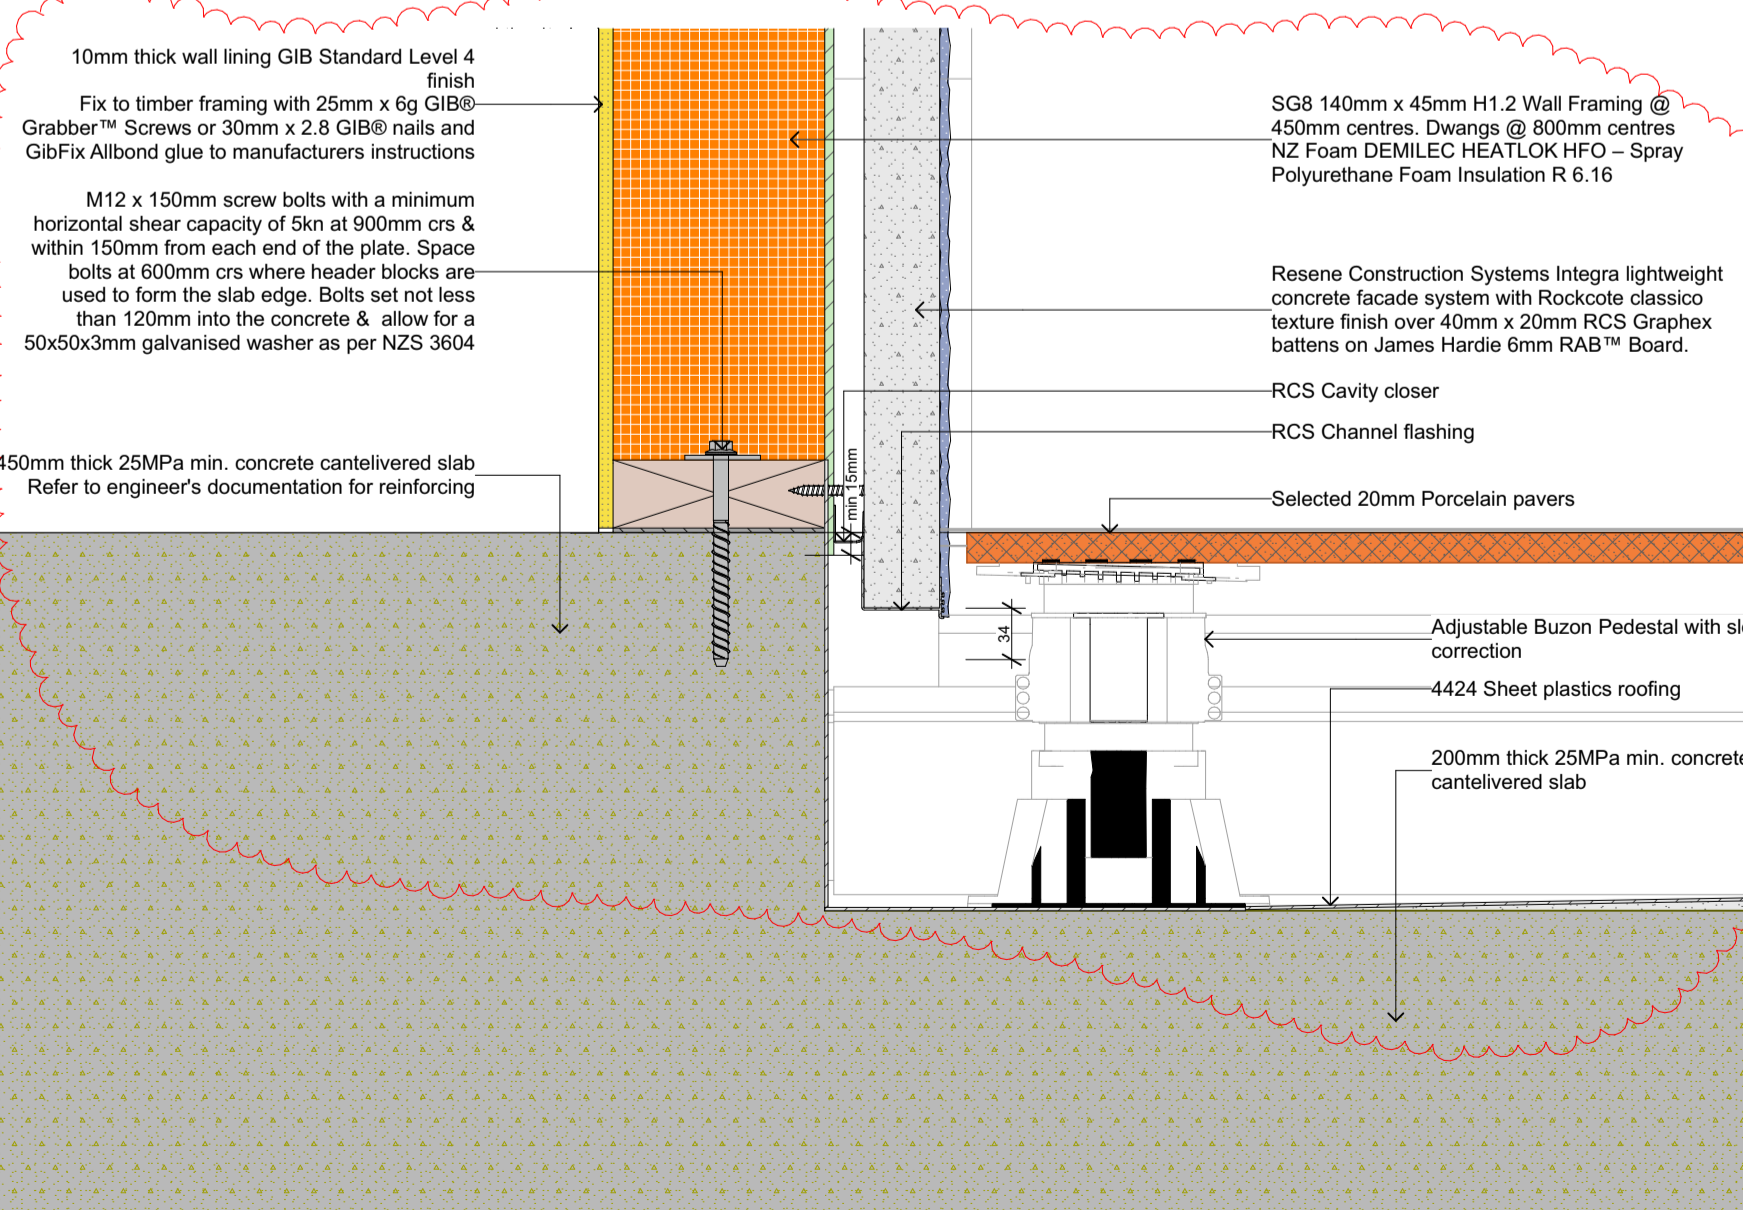 10mm thick wall lining GIB Standard Level 4
finish
Fix to timber framing with 25mm x 6g GIB®
Grabber™ Screws or 30mm x 2.8 GIB® nails and
GibFix Allbond glue to manufacturers instructions
M12 x 150mm screw bolts with a minimum
horizontal shear capacity of 5kn at 900mm crs &
within 150mm from each end of the plate. Space
bolts at 600mm crs where header blocks are
used to form the slab edge. Bolts set not less
than 120mm into the concrete & allow for a
50x50x3mm galvanised washer as per NZS 3604
450mm thick 25MPa min. concrete cantelivered slab
Refer to engineer's documentation for reinforcing
min 15mm
34
SG8 140mm x 45mm H1.2 Wall Framing @
450mm centres. Dwangs @ 800mm centres
NZ Foam DEMILEC HEATLOK HFO – Spray
Polyurethane Foam Insulation R 6.16
Resene Construction Systems Integra lightweight
concrete facade system with Rockcote classico
texture finish over 40mm x 20mm RCS Graphex
battens on James Hardie 6mm RAB™ Board.
RCS Cavity closer
RCS Channel flashing
Selected 20mm Porcelain pavers
Adjustable Buzon Pedestal with
correction
4424 Sheet plastics roofing
200mm thick 25MPa min. concrete
cantelivered slab